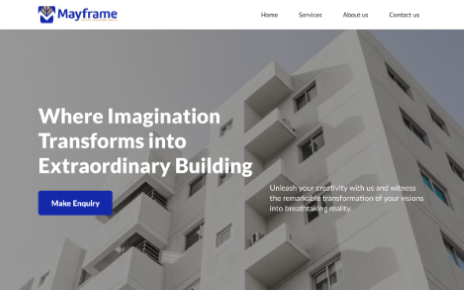 Mayframe
Home Services About us Contact us
Where Imagination
Transforms into
Extraordinary Building
Make Enquiry
Unleash your creativity with us and witness
the remarkable transformation of your visions
into breathtaking reality.